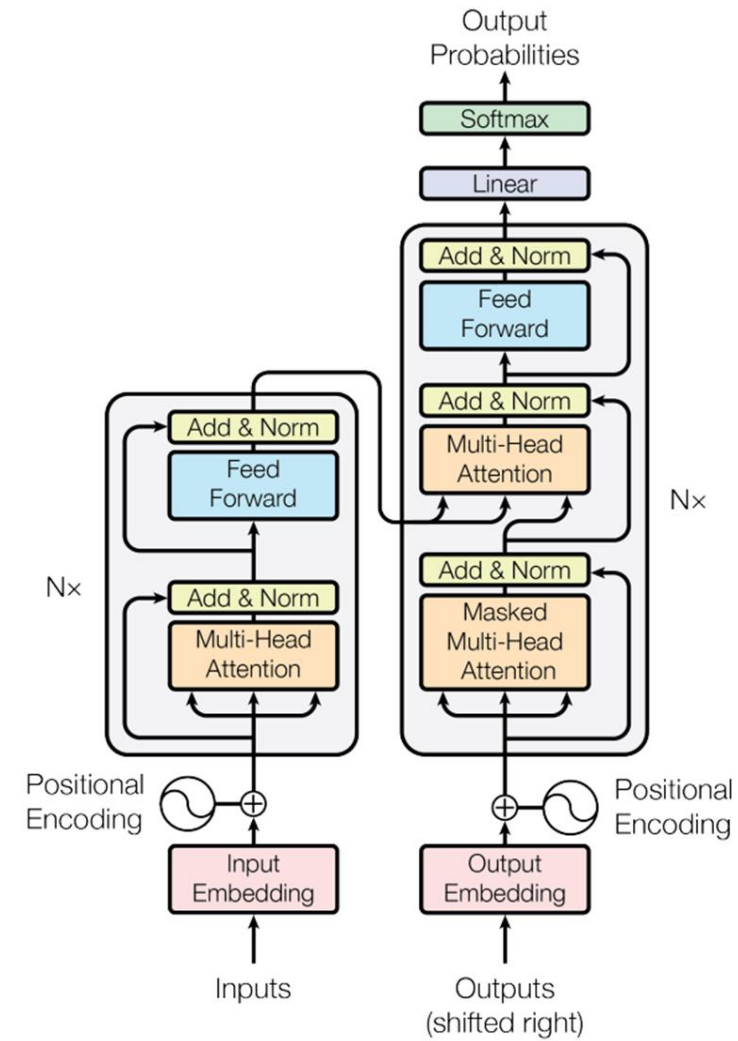 Output
Probabilities
Softmax
Linear
Add & Norm
Feed
Forward
Add & Norm
Multi-Head
Attention
Add & Norm
Masked
Multi-Head
Attention
Nx
Add & Norm
Feed
Forward
Add & Norm
Multi-Head
Attention
N×
Positional
Encoding
Positional
Encoding
Input
Embedding
Output
Embedding
Inputs
Outputs
(shifted right)